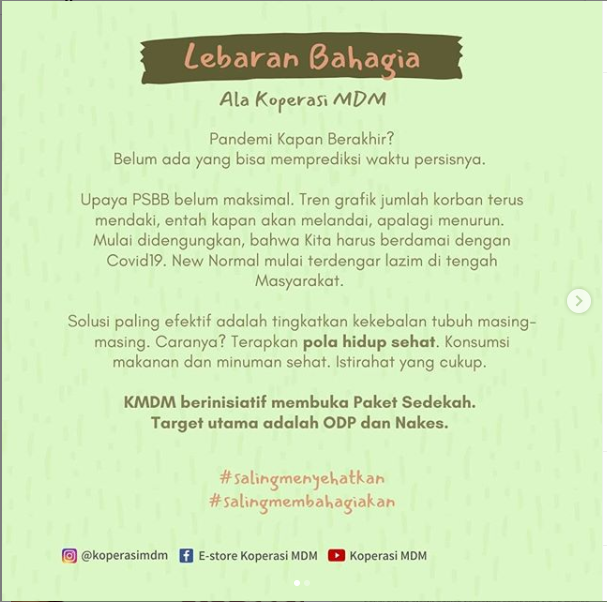 Lebaran Bahagia
Ala Koperasi MDM
Pandemi Kapan Berakhir?
Belum ada yang bisa memprediksi waktu persisnya.
Upaya PSBB belum maksimal. Tren grafik jumlah korban terus
mendaki, entah kapan akan melandai, apalagi menurun.
Mulai didengungkan, bahwa Kita harus berdamai dengan
Covid19. New Normal mulai terdengar lazim di tengah
Masyarakat.
Solusi paling efektif adalah tingkatkan kekebalan tubuh masing-
masing. Caranya? Terapkan pola hidup sehat. Konsumsi
makanan dan minuman sehat. Istirahat yang cukup.
KMDM berinisiatif membuka Paket Sedekah.
Target utama adalah ODP dan Nakes.
#salingmenyehatkan
#salingmembahagiakan
@koperasimdm E-store Koperasi MDM Koperasi MDM